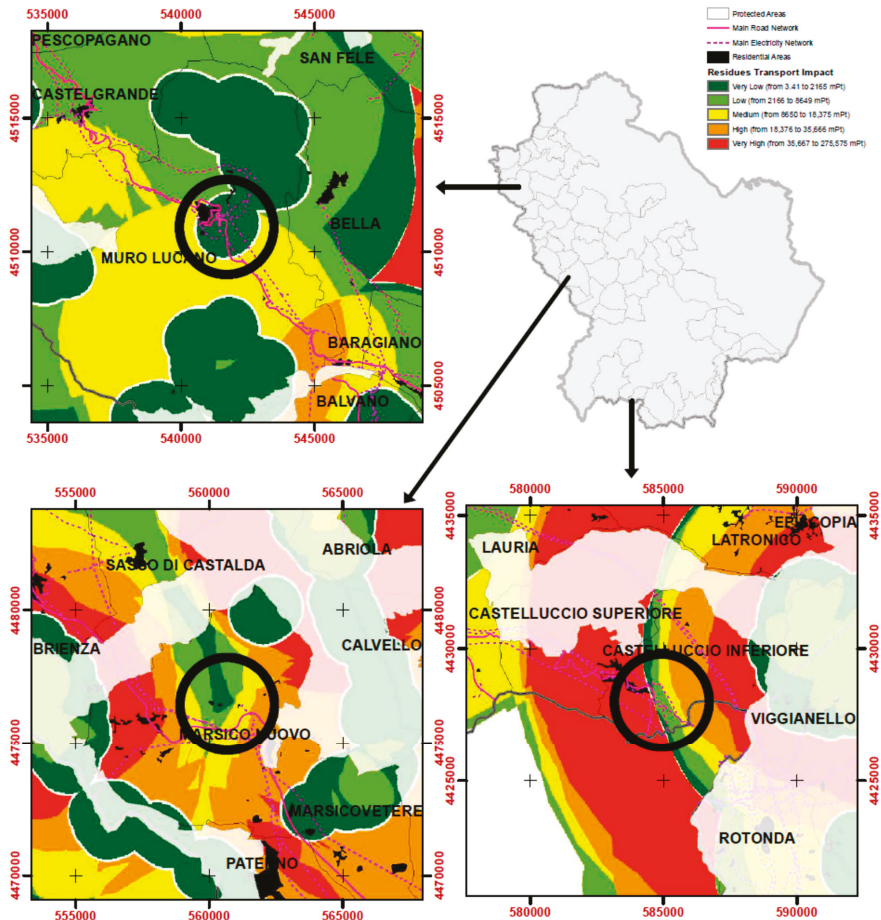 535000
540000
545000
PESCOPAGANO
SAN FELE
CASTELGRANDE
4515000
4515000
BELLA
4510000
4510000
MURO LUCANO
BARAGIANO
4505000
4505000
BALVANO
535000
540000
545000
Protected Areas
Main Road Network
Main Electricity Network
Residential Areas
Residues Transport Impact
Very Low (from 3.41 to 2165 mPt)
Low (from 2166 to 8649 mPt)
Medium (from 8650 to 18,375 mPt)
High (from 18,376 to 35,666 mPt)
Very High (from 35,667 to 275,575 mPt)
555000
560000
565000
ABRIOLA
SASSO DI CASTALDA
4480000
4480000
BRIENZA
CALVELLO
MARSICO NUOVO
4475000
4475000
MARSICOVETERE
PATERNO
4470000
4470000
555000
560000
565000
580000
585000
590000
4435000
4435000
EPISCOPIA
LATRONICO
LAURIA
CASTELLUCCIO SUPERIORE
4430000
4430000
CASTELLUCCIO INFERIORE
VIGGIANELLO
4425000
4425000
ROTONDA
580000
585000
590000